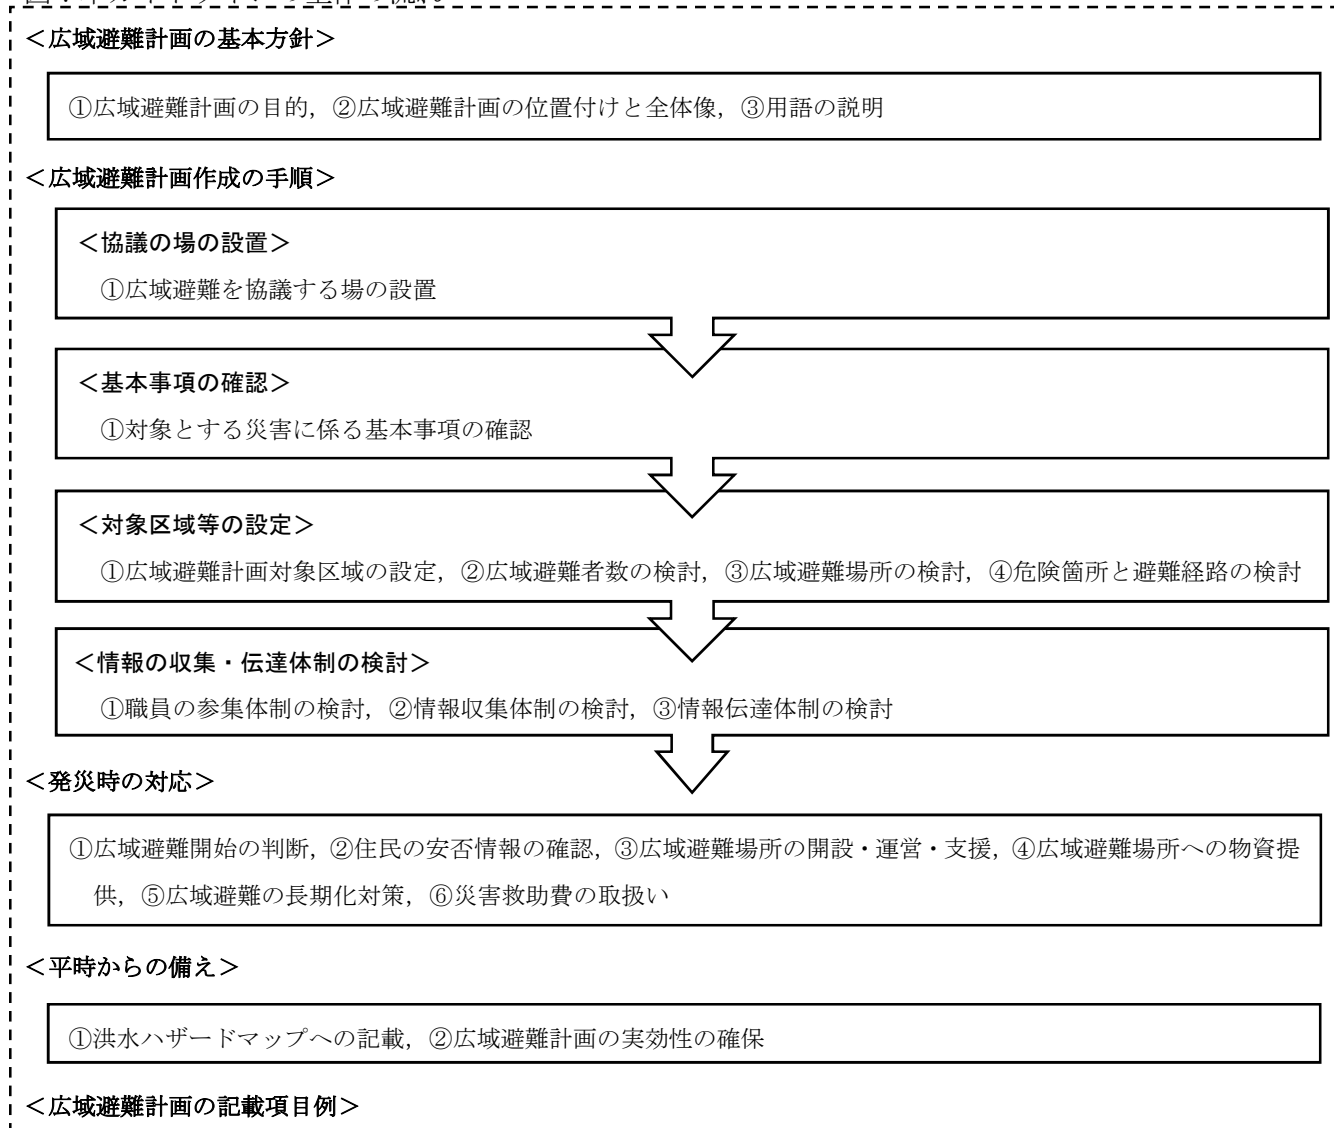 ＜広域避難計画の基本方針＞
①広域避難計画の目的，②広域避難計画の位置付けと全体像，③用語の説明
＜広域避難計画作成の手順＞
＜協議の場の設置＞
①広域避難を協議する場の設置
＜基本事項の確認＞
①対象とする災害に係る基本事項の確認
＜対象区域等の設定＞
①広域避難計画対象区域の設定，②広域避難者数の検討，③広域避難場所の検討，④危険箇所と避難経路の検討
＜情報の収集・伝達体制の検討＞
①職員の参集体制の検討，②情報収集体制の検討，③情報伝達体制の検討
＜発災時の対応＞
①広域避難開始の判断，②住民の安否情報の確認，③広域避難場所の開設・運営・支援，④広域避難場所への物資提
供，⑤広域避難の長期化対策，⑥災害救助費の取扱い
＜平時からの備え＞
①洪水ハザードマップへの記載，②広域避難計画の実効性の確保
＜広域避難計画の記載項目例＞